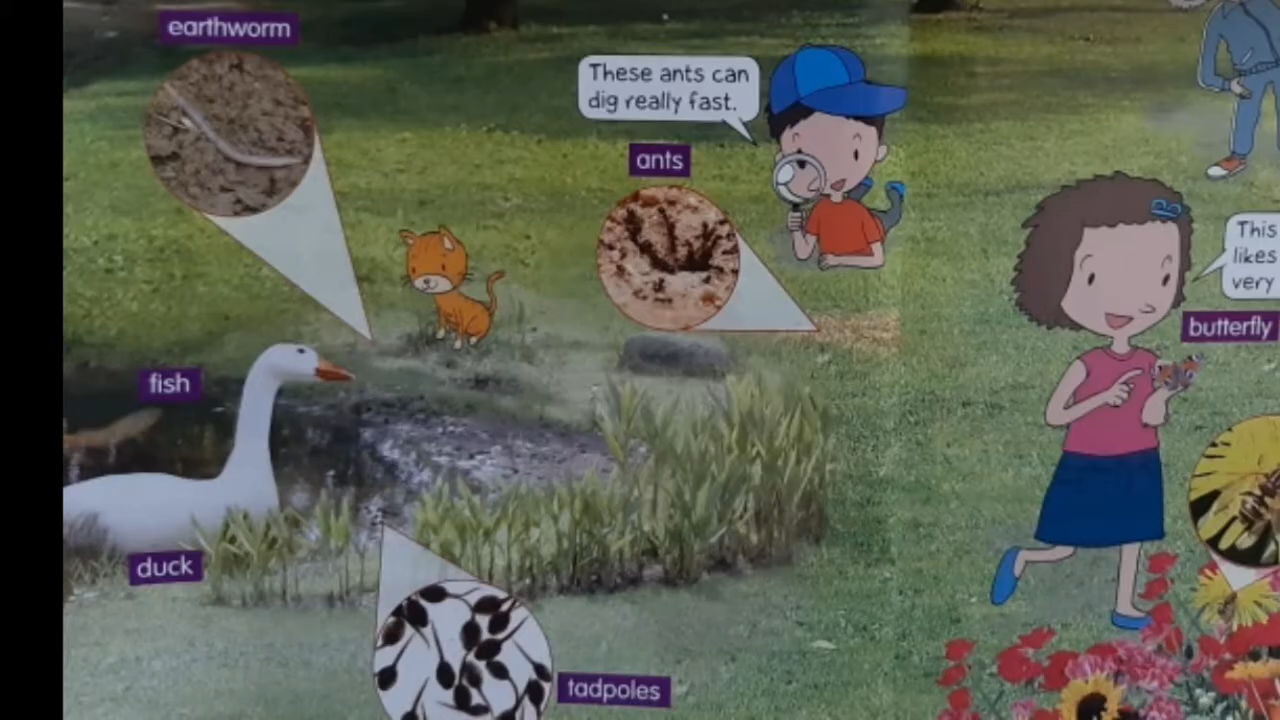 earthworm
These ants can
dig really fast.
ants
This
likes
very
butterfly
fish
duck
tadpoles